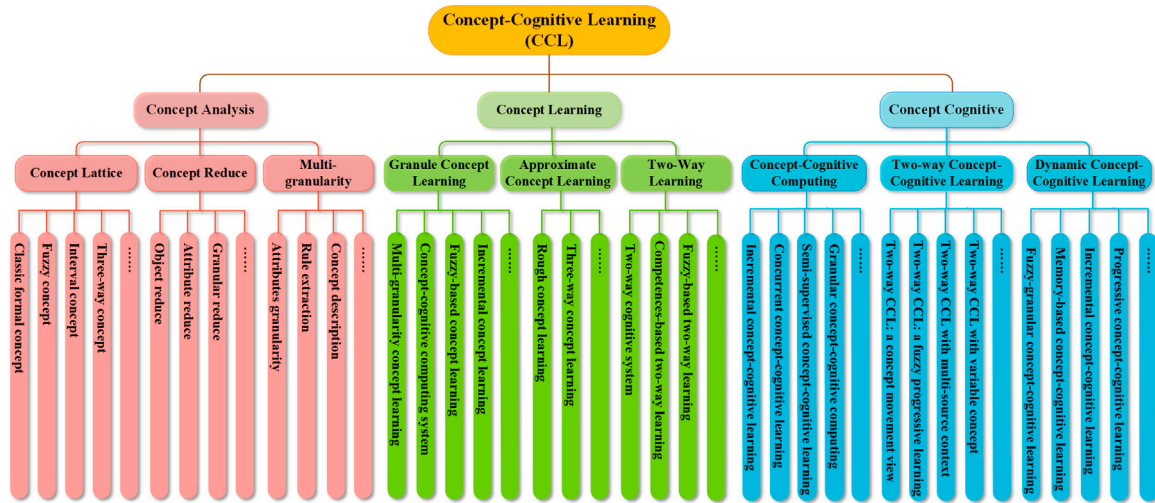 Concept-Cognitive Learning
(CCL)
Concept Analysis
Concept Learning
Concept Cognitive
Concept Lattice
Concept Reduce
Multi-
granularity
Granule Concept
Learning
Approximate
Concept Learning
Two-Way
Learning
Concept-Cognitive
Computing
Two-way Concept-
Cognitive Learning
Dynamic Concept-
Cognitive Learning
Classic formal concept
Fuzzy concept
Interval concept
Three-way concept
......
Object reduce
Attribute reduce
Granular reduce
......
Attributes granularity
Rule extraction
Concept description
......
Multi-granularity concept learning
Concept-cognitive computing system
Fuzzy-based concept learning
Incremental concept learning
......
Rough concept learning
Three-way concept learning
......
Two-way cognitive system
Competences-based two-way learning
Fuzzy-based two-way learning
......
Incremental concept-cognitive learning
Concurrent concept-cognitive learning
Semi-supervised concept-cognitive learning
Granular concept-cognitive computing
......
Two-way CCL: a concept movement view
Two-way CCL: a fuzzy progressive learning
Two-way CCL with multi-source context
Two-way CCL with variable concept
......
Fuzzy-granular concept-cognitive learning
Memory-based concept-cognitive learning
Incremental concept-cognitive learning
Progressive concept-cognitive learning
......